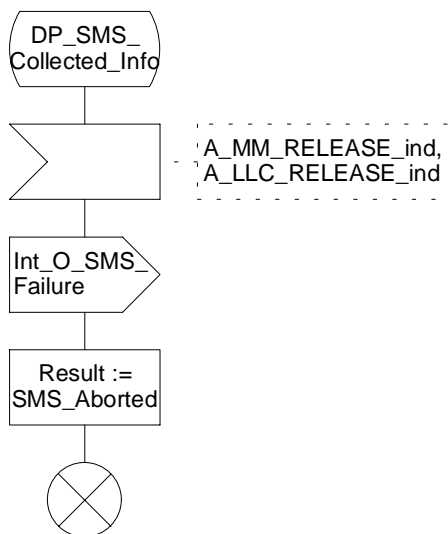 DP_SMS_
Collected_Info
A_MM_RELEASE_ind,
A_LLC_RELEASE_ind
Int_O_SMS_
Failure
Result :=
SMS_Aborted